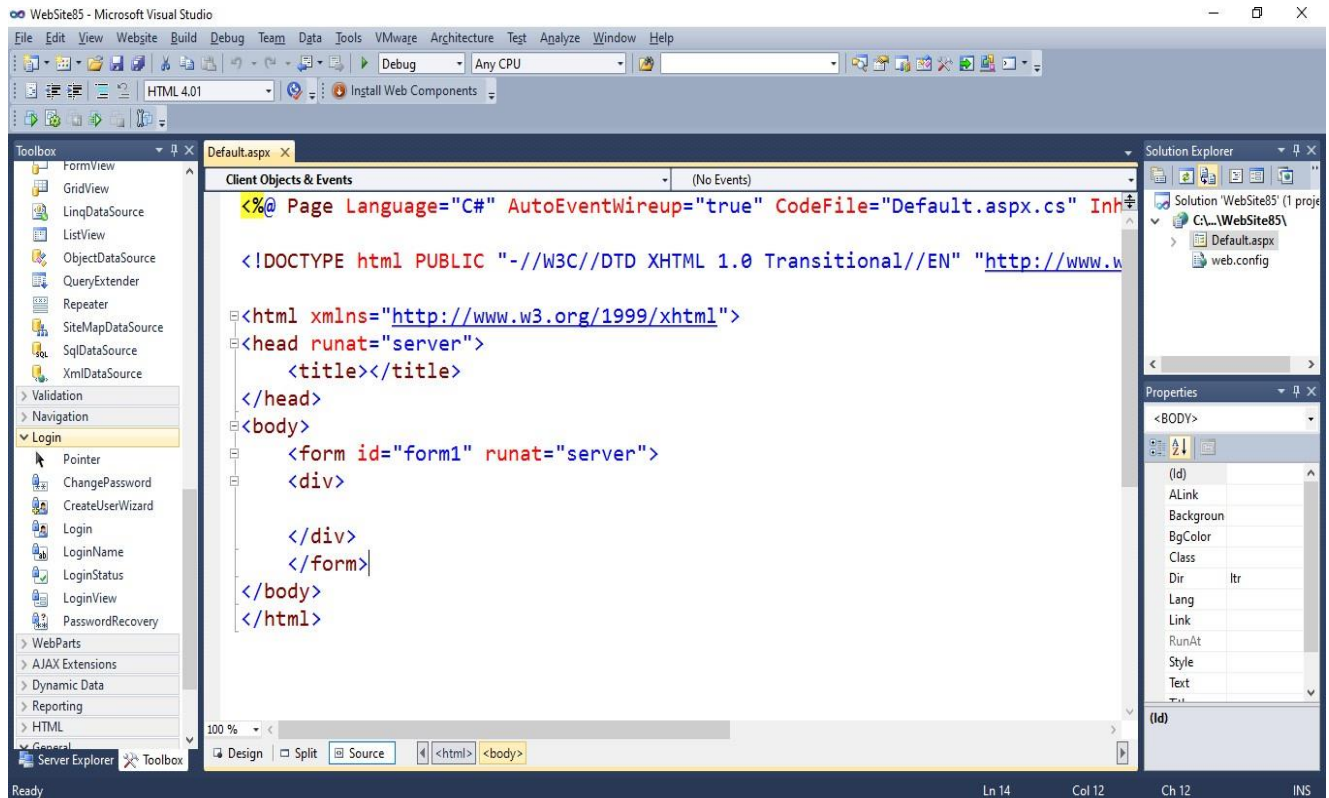 WebSite85 - Microsoft Visual Studio
File Edit View Website Build Debug Team Data Tools VMware Architecture Test Analyze Window Help
Debug Any CPU
HTML 4.01 Install Web Components
Toolbox
FormView
GridView
LinqDataSource
ListView
ObjectDataSource
QueryExtender
Repeater
SiteMapDataSource
SqlDataSource
XmlDataSource
Validation
Navigation
Login
Pointer
ChangePassword
CreateUserWizard
Login
LoginName
LoginStatus
LoginView
PasswordRecovery
WebParts
AJAX Extensions
Dynamic Data
Reporting
HTML
General
Server Explorer Toolbox
Default.aspx
Client Objects & Events (No Events)
<%@ Page Language="C#" AutoEventWireup="true" CodeFile="Default.aspx.cs" Inh
<!DOCTYPE html PUBLIC "-//W3C//DTD XHTML 1.0 Transitional//EN" "http://www.w
<html xmlns="http://www.w3.org/1999/xhtml">
<head runat="server">
<title></title>
</head>
<body>
<form id="form1" runat="server">
<div>
</div>
</form>
</body>
</html>
100 %
Design Split Source <html> <body>
Solution Explorer
Solution 'WebSite85' (1 proje
C:\...\WebSite85\
Default.aspx
web.config
Properties
<BODY>
(Id)
ALink
Backgroun
BgColor
Class
Dir ltr
Lang
Link
RunAt
Style
Text
(Id)
Ready Ln 14 Col 12 Ch 12 INS